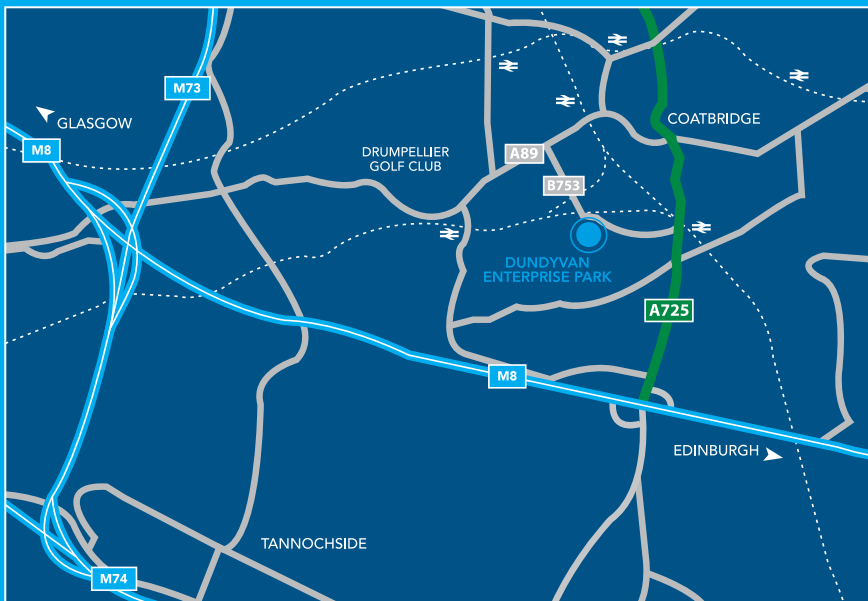 M73
GLASGOW
M8
COATBRIDGE
DRUMPELLIER
GOLF CLUB
A89
B753
DUNDYVAN
ENTERPRISE PARK
A725
M8
EDINBURGH
TANNOCHSIDE
M74